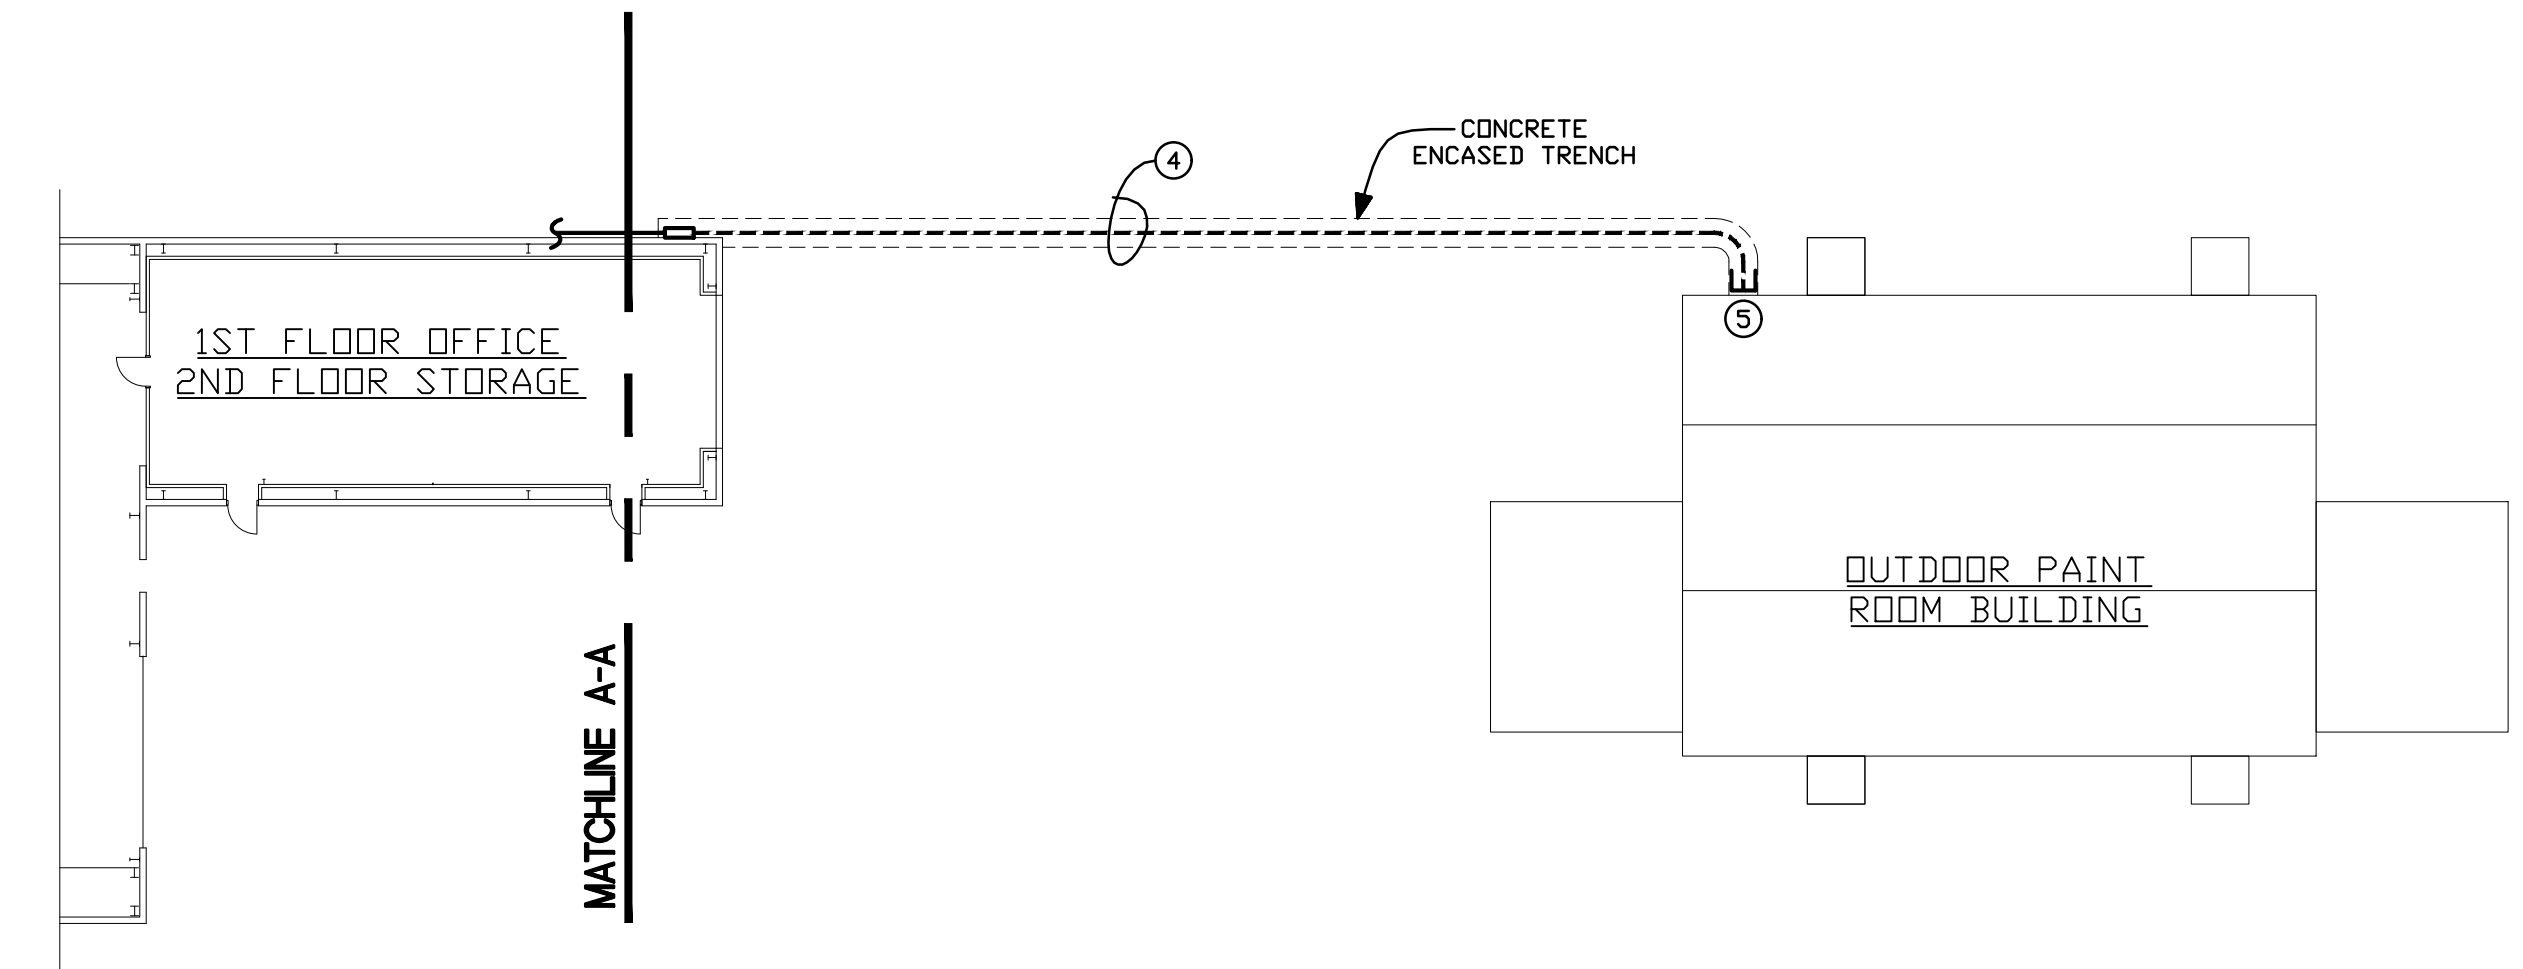 4
CONCRETE
ENCASED TRENCH
5
1ST FLOOR OFFICE
2ND FLOOR STORAGE
OUTDOOR PAINT
ROOM BUILDING
MATCHLINE A-A